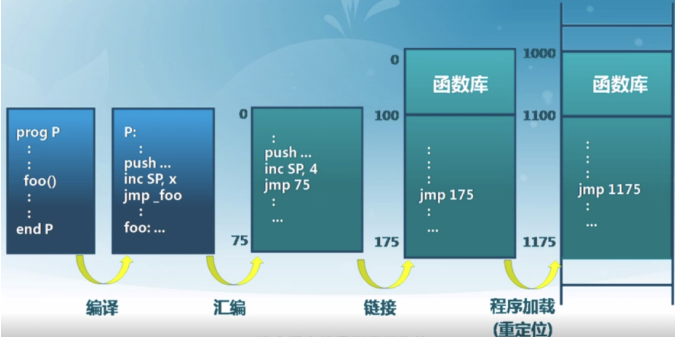 prog P
:
:
foo()
:
:
end P
P:
:
push ...
inc SP, x
jmp _foo
:
foo: ...
0
:
push ...
inc SP, 4
jmp 75
:
...
75
0
函数库
100
:
:
:
jmp 175
:
...
175
1000
函数库
1100
:
:
:
jmp 1175
:
...
1175
编译
汇编
链接
程序加载
(重定位)